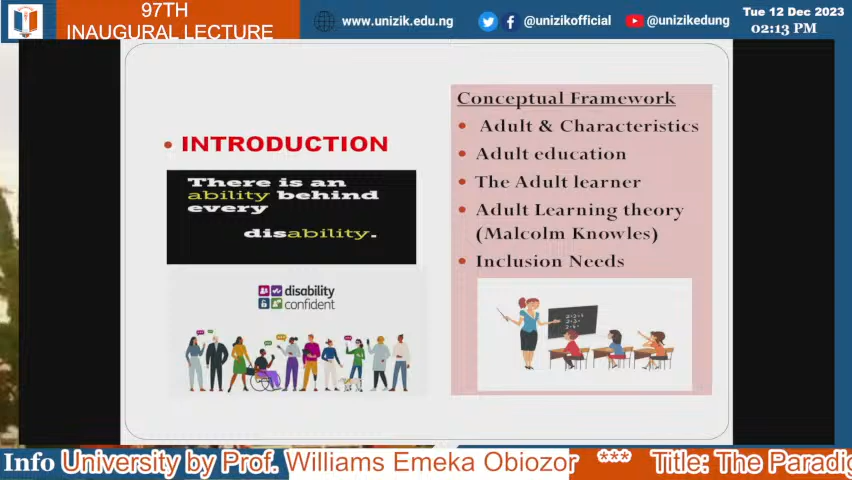 97TH
INAUGURAL LECTURE
www.unizik.edu.ng
@unizikofficial
@unizikedung
Tue 12 Dec 2023
02:13 PM
• INTRODUCTION
There is an
ability behind
every
disability.
disability
confident
Conceptual Framework
• Adult & Characteristics
• Adult education
• The Adult learner
• Adult Learning theory
(Malcolm Knowles)
• Inclusion Needs
Info University by Prof. Williams Emeka Obiozor *** Title: The Paradig